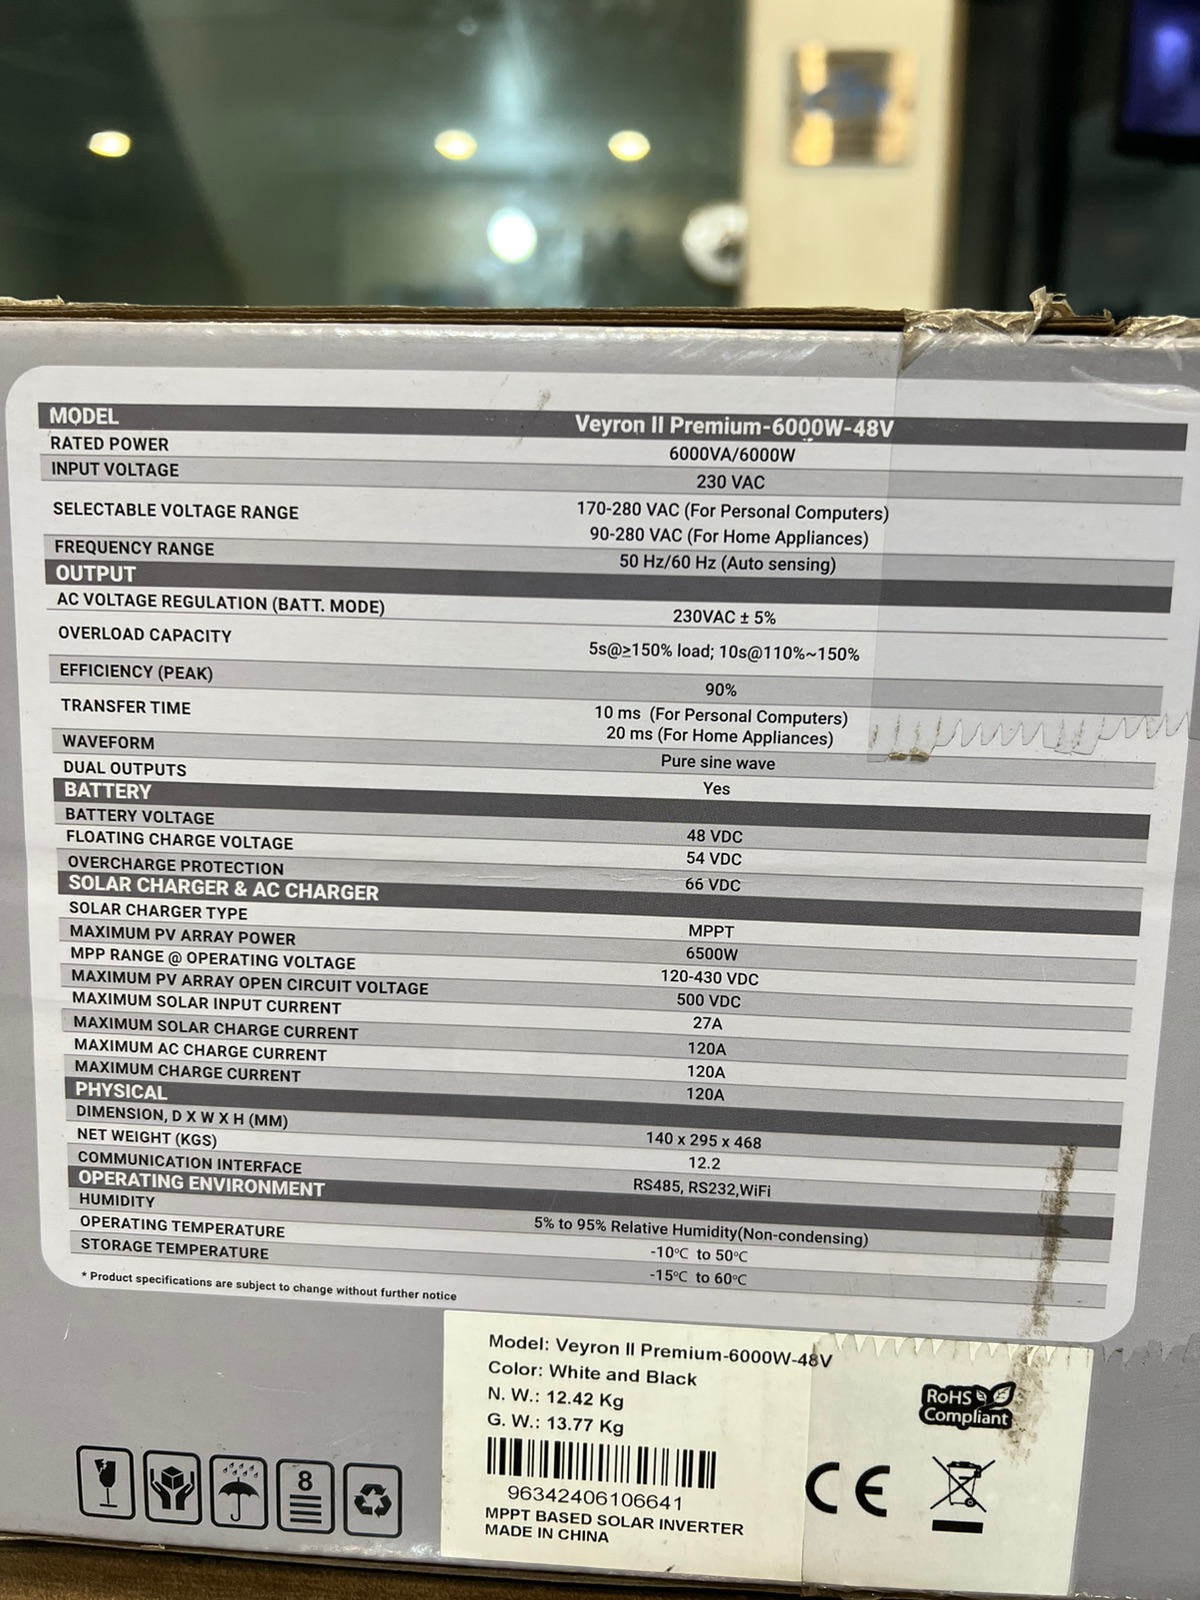 MODEL Veyron II Premium-6000W-48V
RATED POWER 6000VA/6000W
INPUT VOLTAGE 230 VAC
SELECTABLE VOLTAGE RANGE 170-280 VAC (For Personal Computers)
90-280 VAC (For Home Appliances)
FREQUENCY RANGE 50 Hz/60 Hz (Auto sensing)
OUTPUT
AC VOLTAGE REGULATION (BATT. MODE) 230VAC ± 5%
OVERLOAD CAPACITY 5s@≥150% load; 10s@110%~150%
EFFICIENCY (PEAK) 90%
TRANSFER TIME 10 ms (For Personal Computers)
20 ms (For Home Appliances)
WAVEFORM Pure sine wave
DUAL OUTPUTS Yes
BATTERY
BATTERY VOLTAGE 48 VDC
FLOATING CHARGE VOLTAGE 54 VDC
OVERCHARGE PROTECTION 66 VDC
SOLAR CHARGER & AC CHARGER
SOLAR CHARGER TYPE MPPT
MAXIMUM PV ARRAY POWER 6500W
MPP RANGE @ OPERATING VOLTAGE 120-430 VDC
MAXIMUM PV ARRAY OPEN CIRCUIT VOLTAGE 500 VDC
MAXIMUM SOLAR INPUT CURRENT 27A
MAXIMUM SOLAR CHARGE CURRENT 120A
MAXIMUM AC CHARGE CURRENT 120A
MAXIMUM CHARGE CURRENT 120A
PHYSICAL
DIMENSION, D X W X H (MM) 140 x 295 x 468
NET WEIGHT (KGS) 12.2
COMMUNICATION INTERFACE RS485, RS232,WiFi
OPERATING ENVIRONMENT
HUMIDITY 5% to 95% Relative Humidity(Non-condensing)
OPERATING TEMPERATURE -10℃ to 50℃
STORAGE TEMPERATURE -15℃ to 60℃
* Product specifications are subject to change without further notice
Model: Veyron II Premium-6000W-48V
Color: White and Black
N. W.: 12.42 Kg
G. W.: 13.77 Kg
96342406106641
MPPT BASED SOLAR INVERTER
MADE IN CHINA
RoHS
Compliant
CE
8